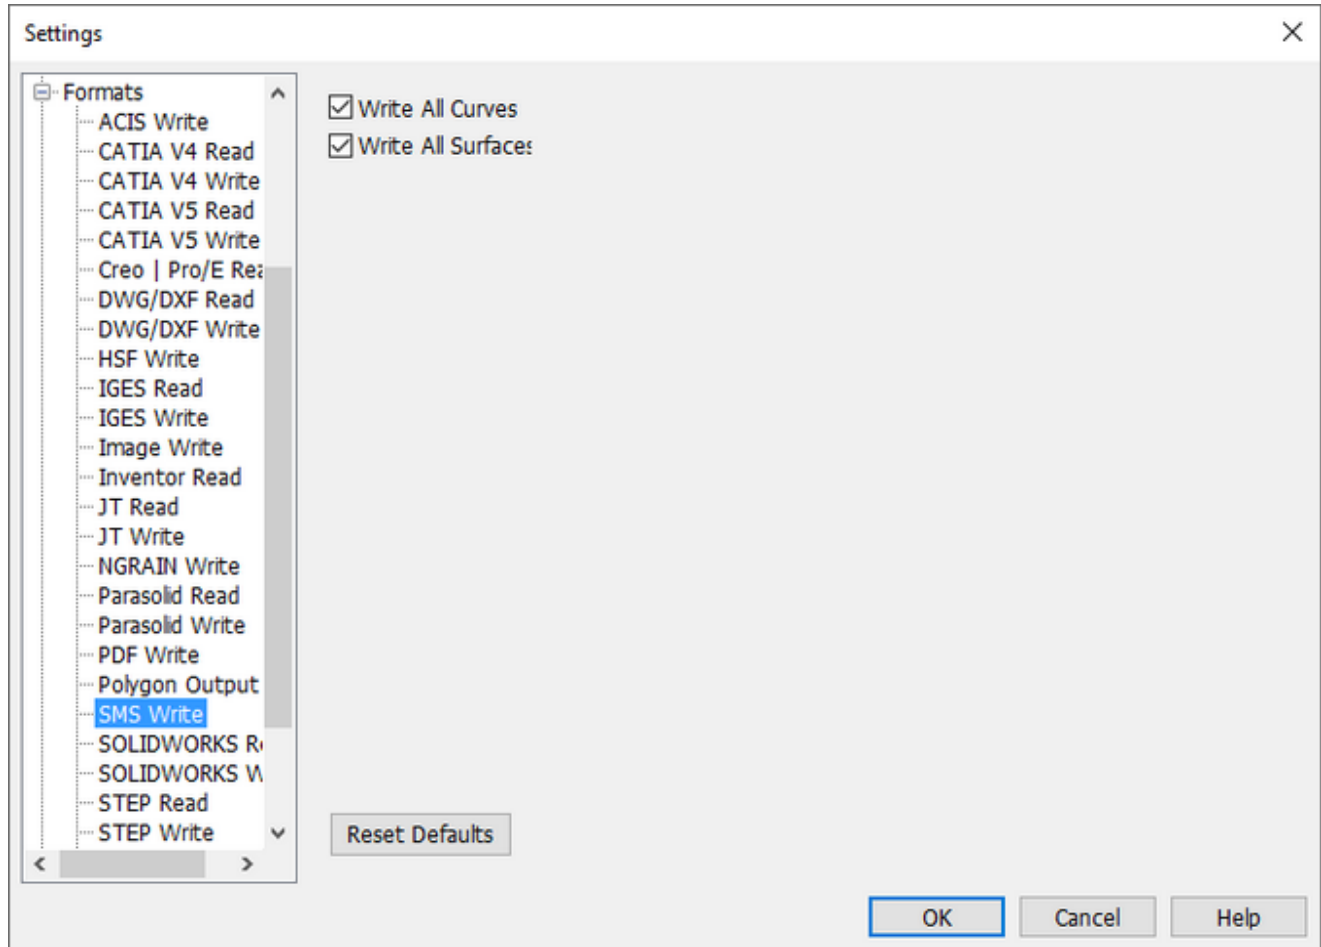 Settings
Formats
ACIS Write
CATIA V4 Read
CATIA V4 Write
CATIA V5 Read
CATIA V5 Write
Creo | Pro/E Rea
DWG/DXF Read
DWG/DXF Write
HSF Write
IGES Read
IGES Write
Image Write
Inventor Read
JT Read
JT Write
NGRAIN Write
Parasolid Read
Parasolid Write
PDF Write
Polygon Output
SMS Write
SOLIDWORKS R
SOLIDWORKS W
STEP Read
STEP Write
Write All Curves
Write All Surfaces
Reset Defaults
OK Cancel Help